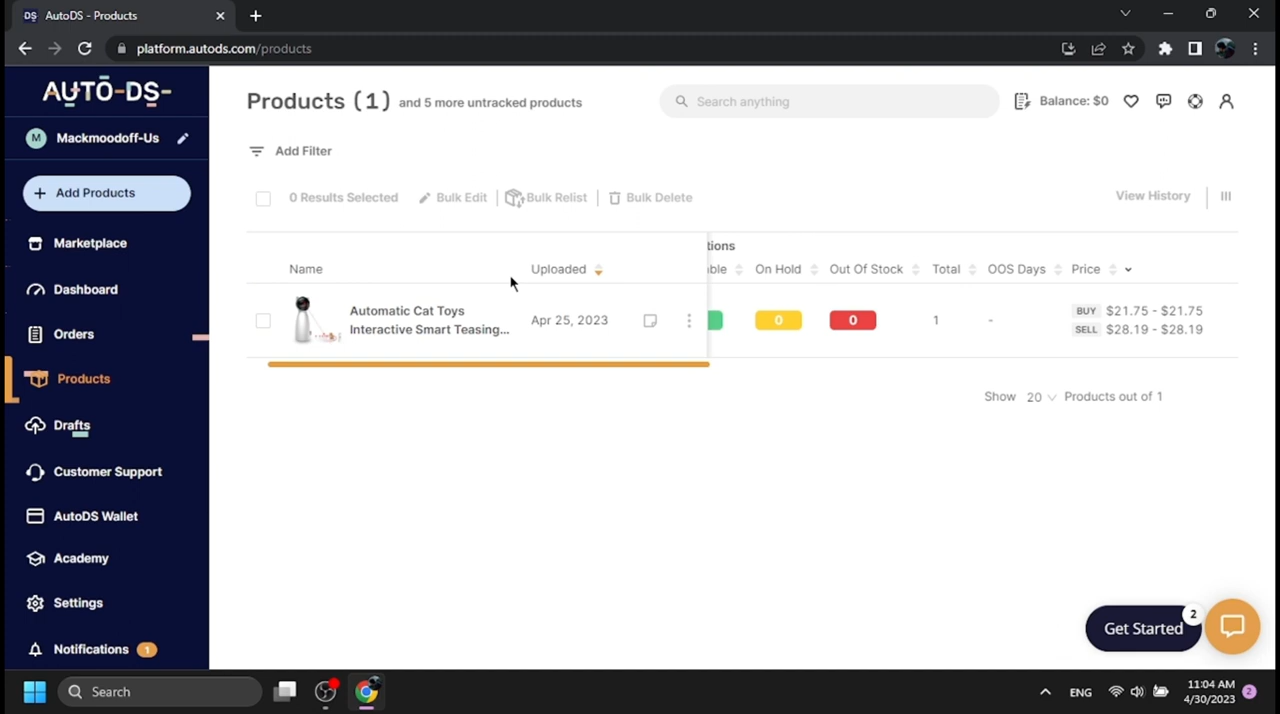 AutoDS - Products
platform.autods.com/products
AUTO-DS-
Products (1) and 5 more untracked products
Search anything
Balance: $0
M Mackmoodoff-Us
Add Filter
+ Add Products
0 Results Selected Bulk Edit Bulk Relist Bulk Delete
View History
Marketplace
Dashboard
Orders
Products
Drafts
Customer Support
AutoDS Wallet
Academy
Settings
Notifications 1
tions
Name Uploaded ble On Hold Out Of Stock Total OOS Days Price
Automatic Cat Toys
Interactive Smart Teasing...
Apr 25, 2023 0 0 1 -
BUY $21.75 - $21.75
SELL $28.19 - $28.19
Show 20 Products out of 1
Get Started 2
Search
ENG
11:04 AM
4/30/2023
2